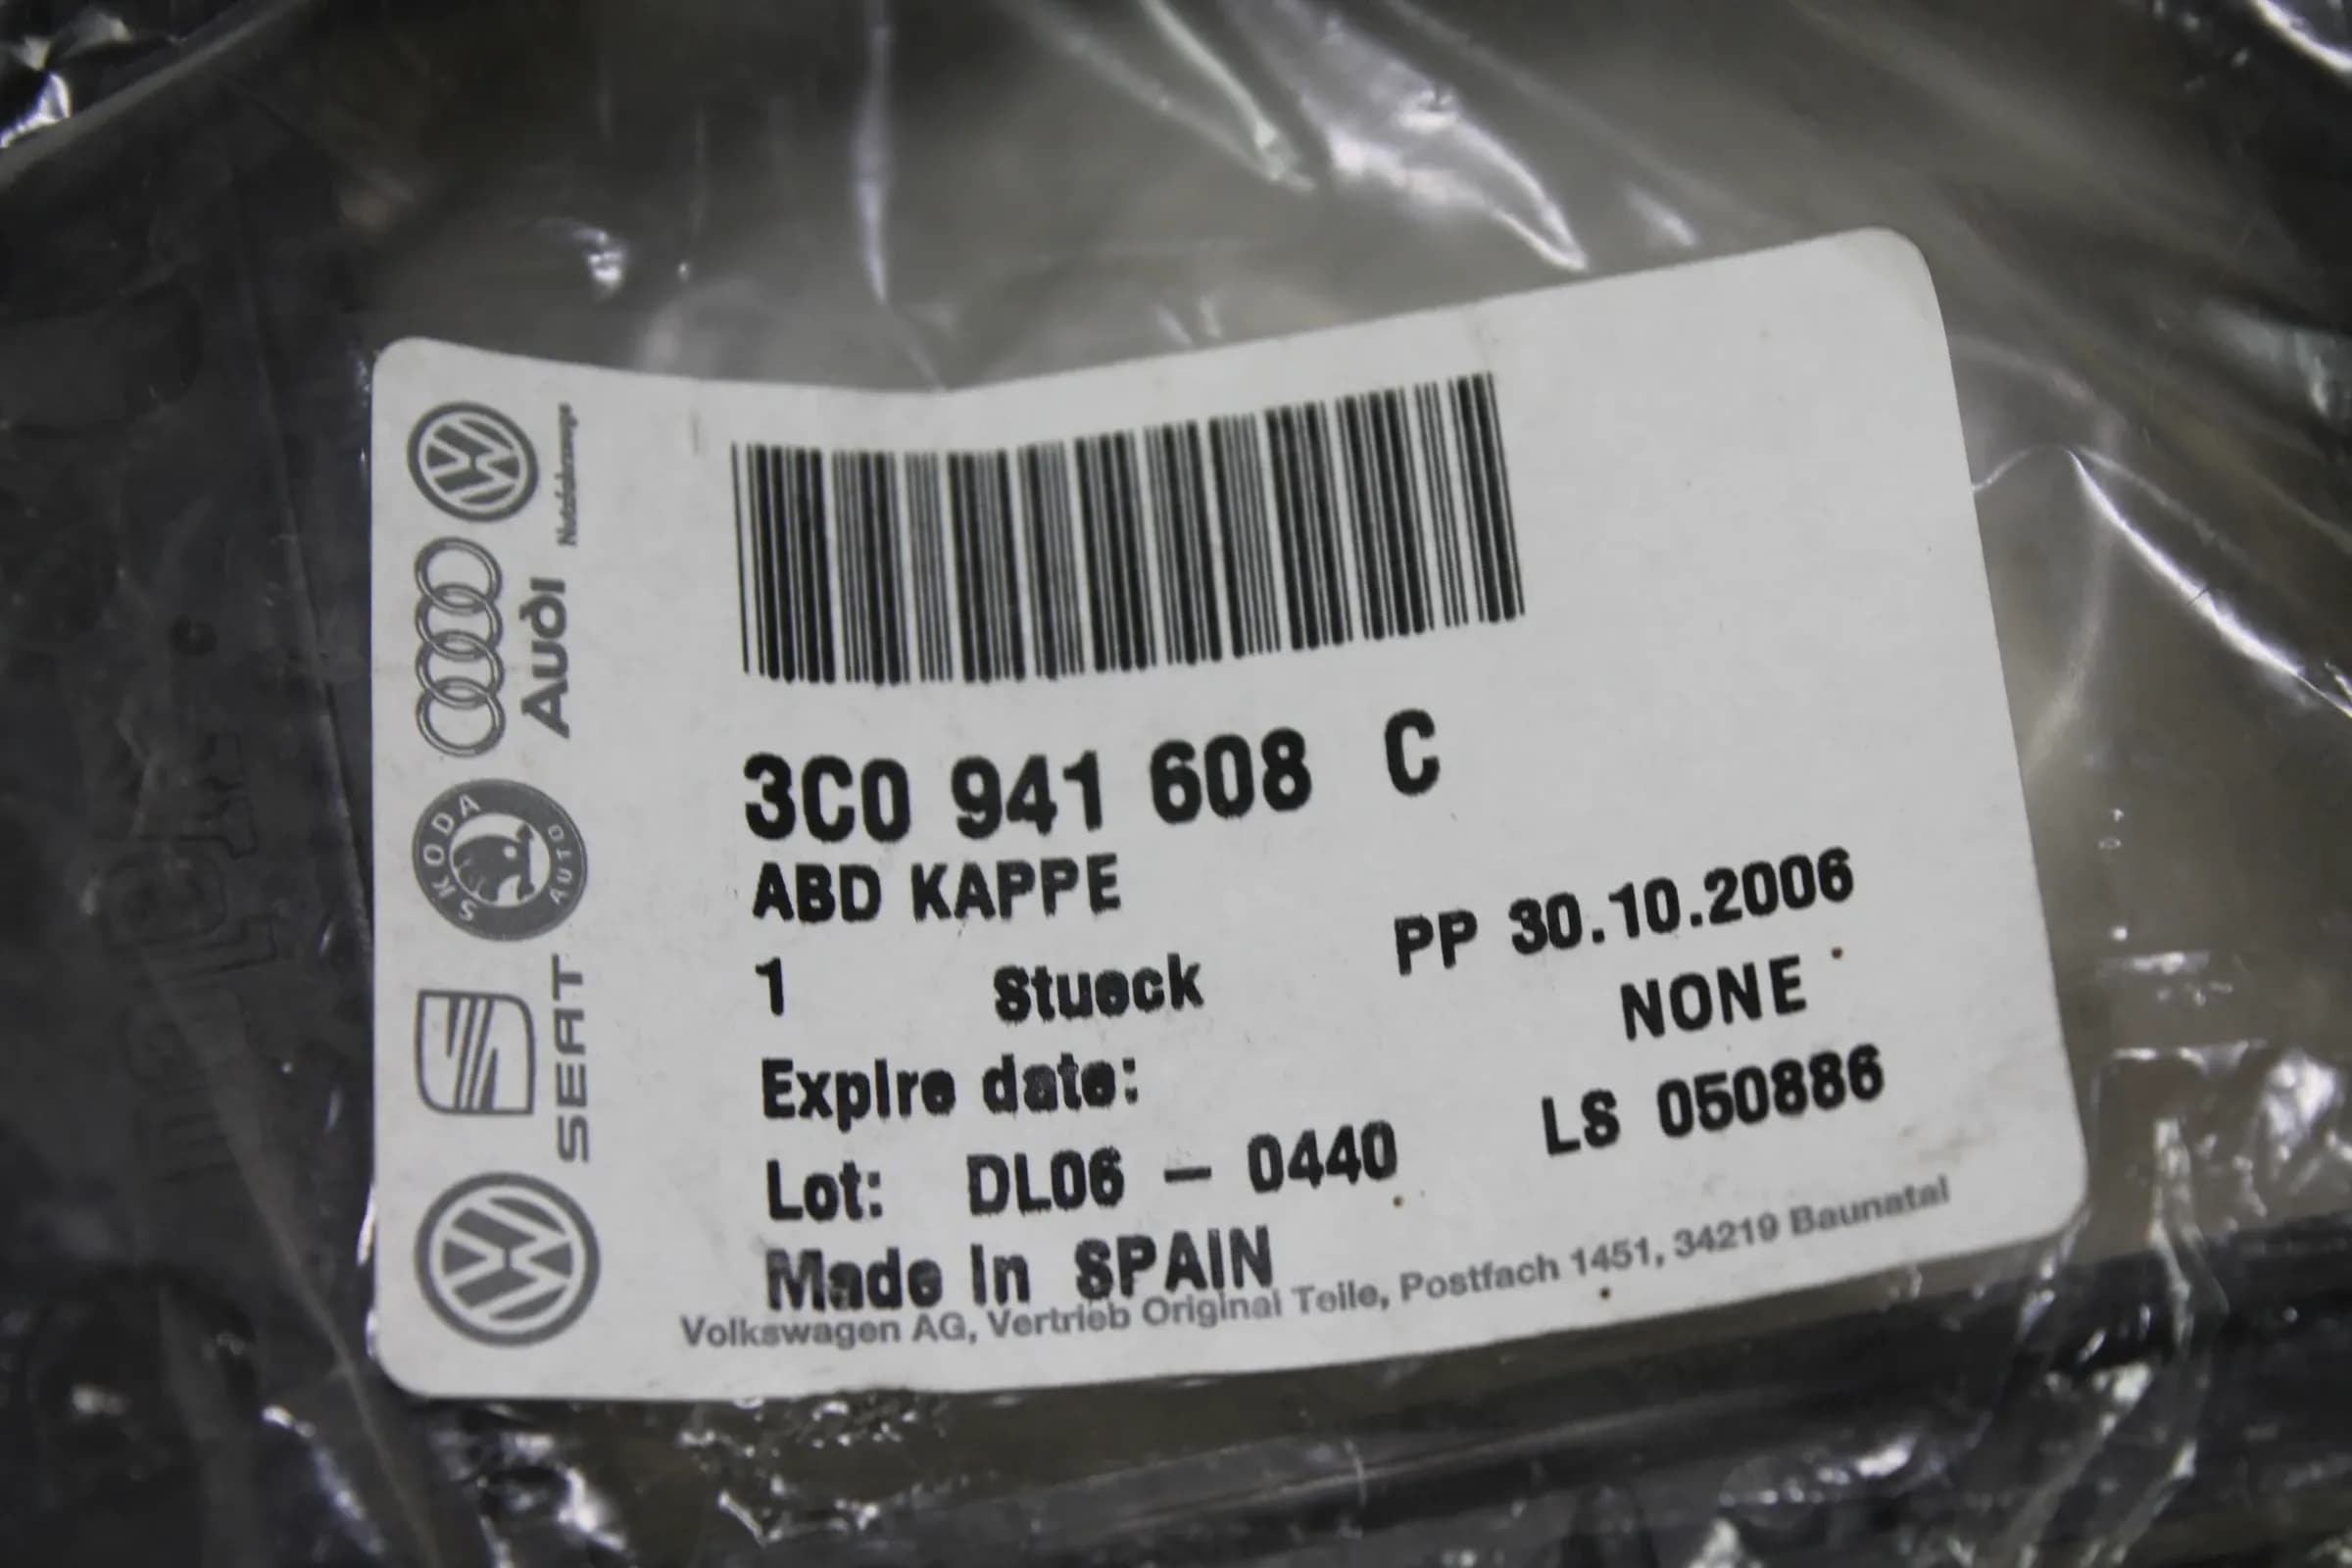 3C0 941 608 C
ABD KAPPE
1 Stueck PP 30.10.2006
Expire date: NONE
Lot: DL06 – 0440 LS 050886
Made in SPAIN
Volkswagen AG, Vertrieb Original Teile, Postfach 1451, 34219 Baunatal
Nutzfahrzeuge
Audi
SKODA AUTO
SEAT